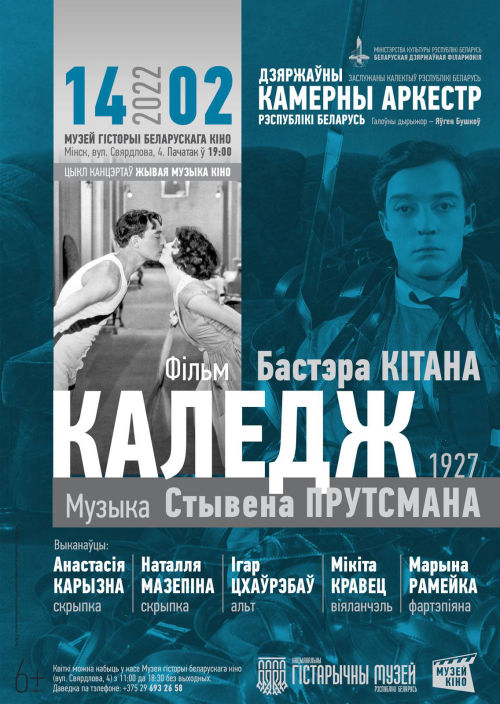 МІНІСТЭРСТВА КУЛЬТУРЫ РЭСПУБЛІКІ БЕЛАРУСЬ
БЕЛАРУСКАЯ ДЗЯРЖАЎНАЯ ФІЛАРМОНІЯ
14 2022 02
МУЗЕЙ ГІСТОРЫІ БЕЛАРУСКАГА КІНО
Мінск, вул. Свярдлова, 4. Пачатак ў 19:00
ЦЫКЛ КАНЦЭРТАЎ ЖЫВАЯ МУЗЫКА КІНО
ДЗЯРЖАЎНЫ ЗАСЛУЖАНЫ КАЛЕКТЫЎ РЭСПУБЛІКІ БЕЛАРУСЬ
КАМЕРНЫ АРКЕСТР
РЭСПУБЛІКІ БЕЛАРУСЬ Галоўны дырыжор – Яўген Бушкоў
Фільм Бастэра КІТАНА
КАЛЕДЖ 1927
Музыка Стывена ПРУТСМАНА
Выканаўцы:
Анастасія КАРЫЗНА скрыпка
Наталля МАЗЕПІНА скрыпка
Ігар ЦХАЎРЭБАЎ альт
Мікіта КРАВЕЦ віяланчэль
Марына РАМЕЙКА фартэпіяна
6+
Квіткі можна набыць у касе Музея гісторыі беларускага кіно
(вул. Свярдлова, 4) з 11:00 да 18:30 без выходных.
Даведка па тэлефоне: +375 29 693 26 58
НАЦЫЯНАЛЬНЫ
ГІСТАРЫЧНЫ МУЗЕЙ
РЭСПУБЛІКІ БЕЛАРУСЬ
МУЗЕЙ
КІНО